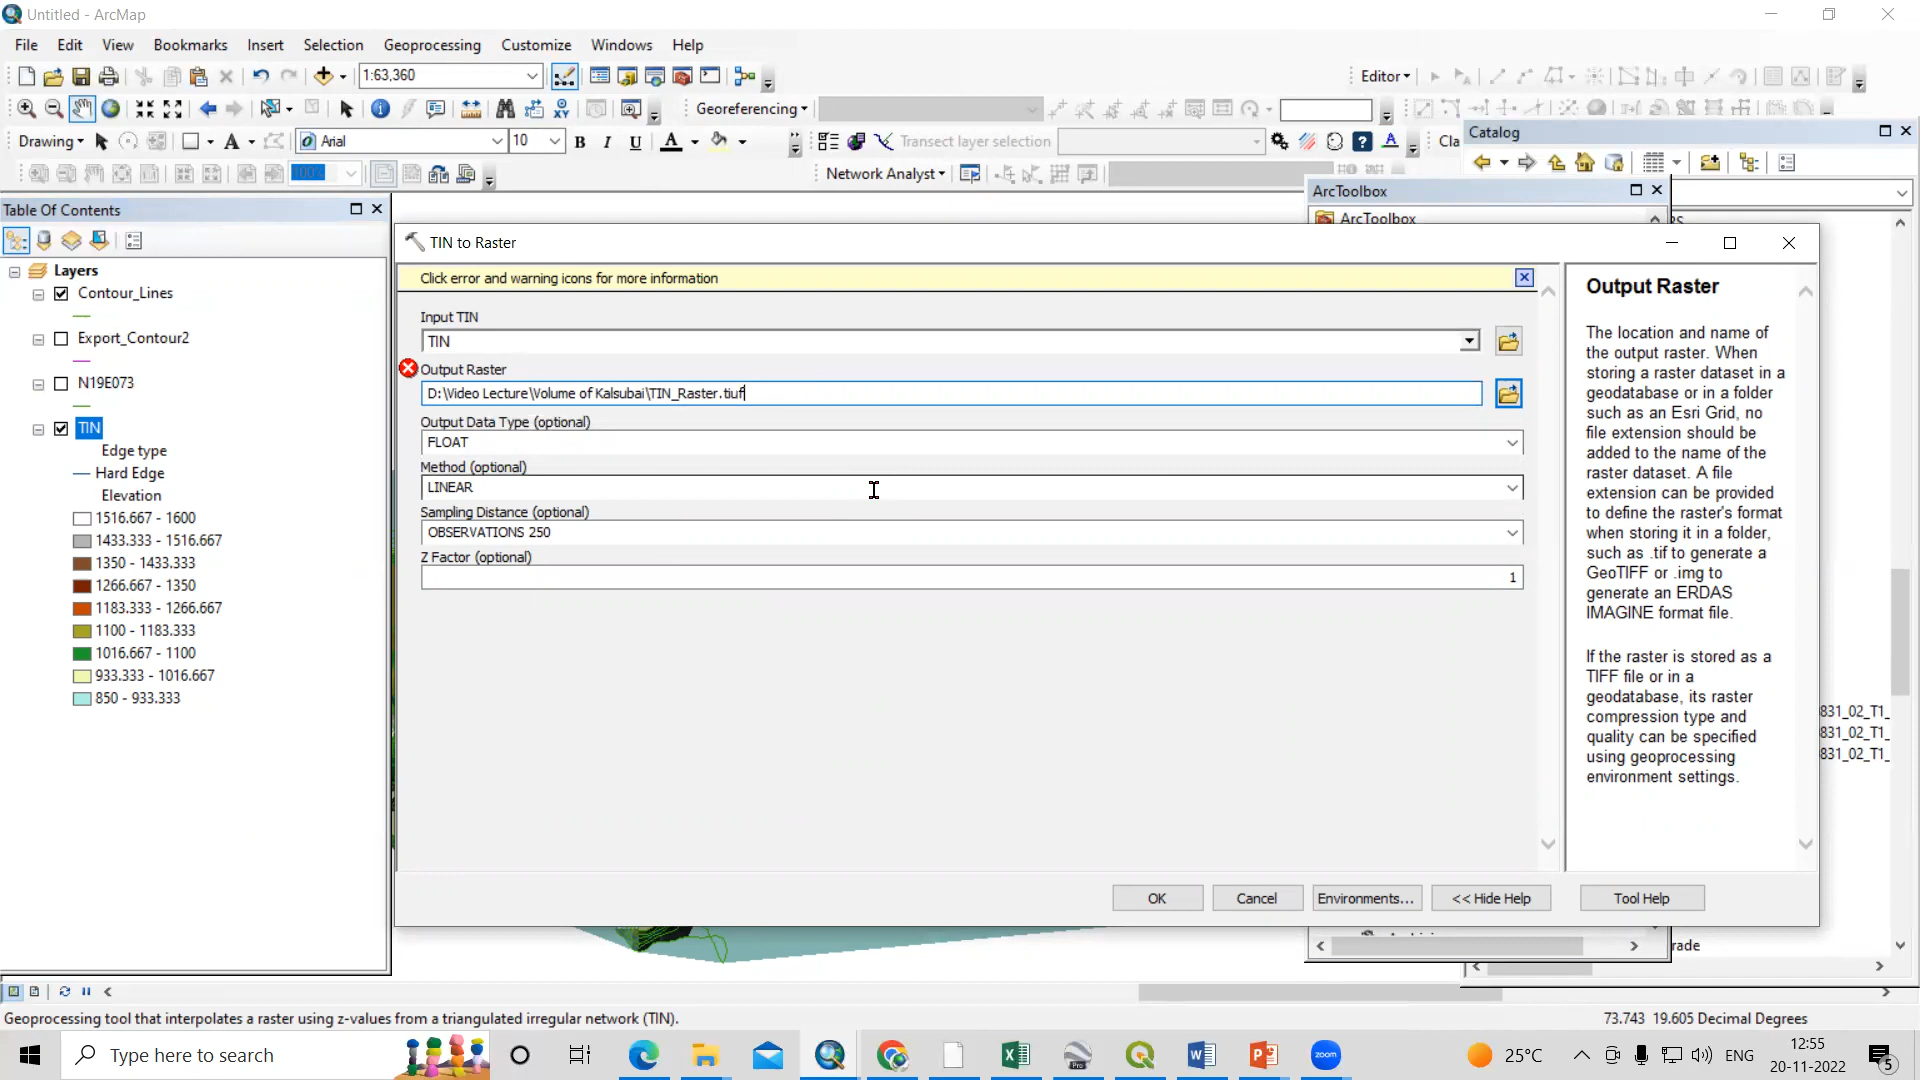 Untitled - ArcMap
File Edit View Bookmarks Insert Selection Geoprocessing Customize Windows Help
1:63,360
Editor
Georeferencing
Drawing
Arial
10
B I U A
Transect layer selection
Cla
Catalog
100%
Network Analyst
ArcToolbox
ArcToolbox
Table Of Contents
Layers
Contour_Lines
Export_Contour2
N19E073
TIN
Edge type
Hard Edge
Elevation
1516.667 - 1600
1433.333 - 1516.667
1350 - 1433.333
1266.667 - 1350
1183.333 - 1266.667
1100 - 1183.333
1016.667 - 1100
933.333 - 1016.667
850 - 933.333
TIN to Raster
Click error and warning icons for more information
Input TIN
TIN
Output Raster
D:\Video Lecture\Volume of Kalsubai\TIN_Raster.tiuf
Output Data Type (optional)
FLOAT
Method (optional)
LINEAR
Sampling Distance (optional)
OBSERVATIONS 250
Z Factor (optional)
1
OK
Cancel
Environments...
<< Hide Help
Tool Help
Output Raster
The location and name of
the output raster. When
storing a raster dataset in a
geodatabase or in a folder
such as an Esri Grid, no
file extension should be
added to the name of the
raster dataset. A file
extension can be provided
to define the raster's format
when storing it in a folder,
such as .tif to generate a
GeoTIFF or .img to
generate an ERDAS
IMAGINE format file.
If the raster is stored as a
TIFF file or in a
geodatabase, its raster
compression type and
quality can be specified
using geoprocessing
environment settings.
831_02_T1_
831_02_T1_
831_02_T1_
rade
Geoprocessing tool that interpolates a raster using z-values from a triangulated irregular network (TIN).
73.743 19.605 Decimal Degrees
Type here to search
Pro
zoom
25°C
ENG
12:55
20-11-2022
5